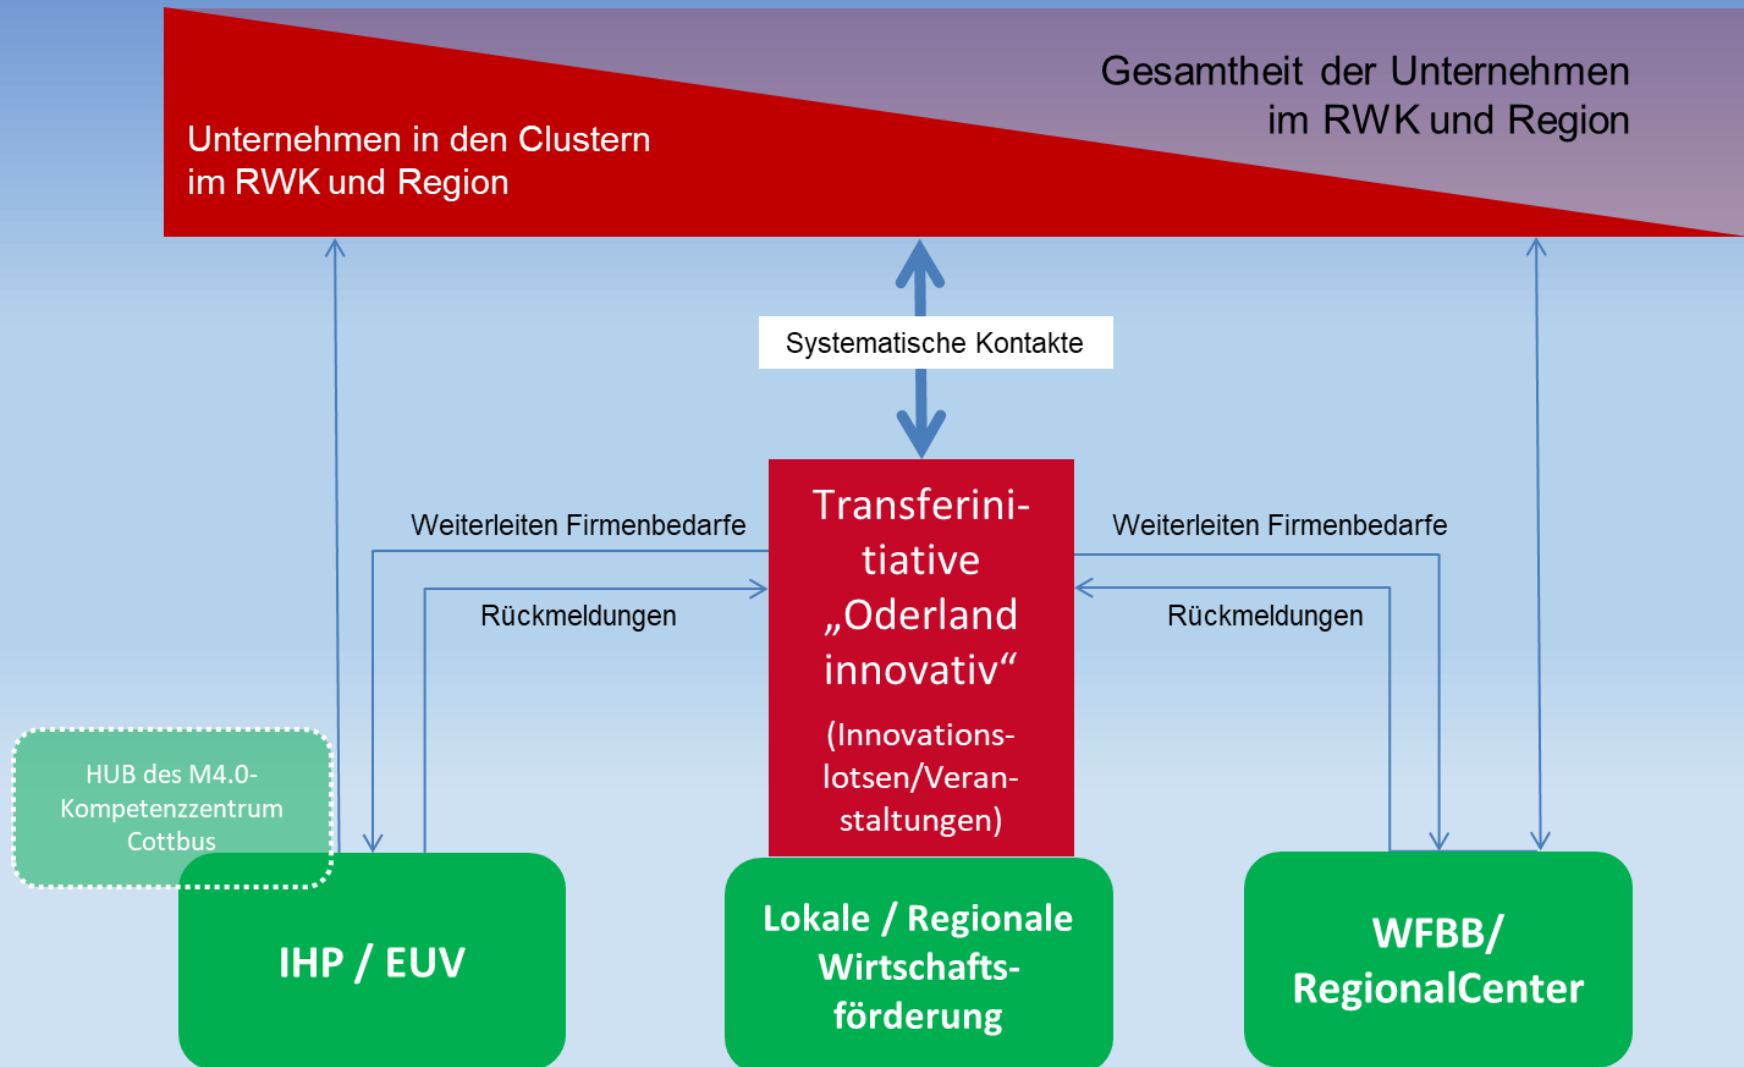 Gesamtheit der Unternehmen
im RWK und Region
Unternehmen in den Clustern
im RWK und Region
Systematische Kontakte
Transferini-
tiative
„Oderland
innovativ“
(Innovations-
lotsen/Veran-
staltungen)
Weiterleiten Firmenbedarfe
Rückmeldungen
Weiterleiten Firmenbedarfe
Rückmeldungen
HUB des M4.0-
Kompetenzzentrum
Cottbus
IHP / EUV
Lokale / Regionale
Wirtschafts-
förderung
WFBB/
RegionalCenter